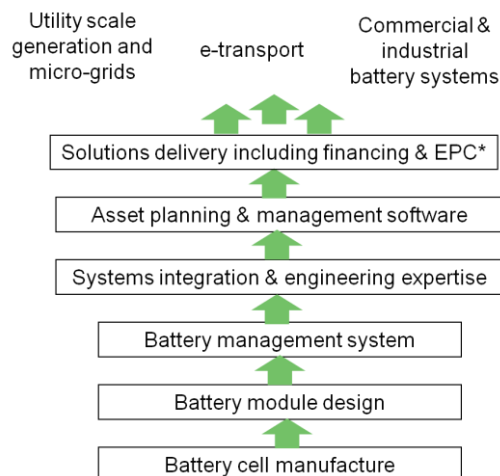 Utility scale
generation and
micro-grids
e-transport
Commercial &
industrial
battery systems
Solutions delivery including financing & EPC*
Asset planning & management software
Systems integration & engineering expertise
Battery management system
Battery module design
Battery cell manufacture